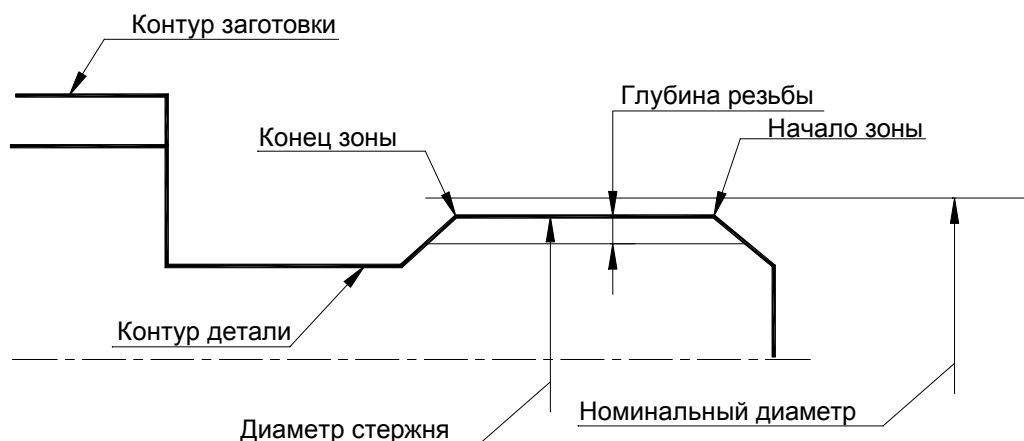 Контур заготовки
Глубина резьбы
Начало зоны
Конец зоны
Контур детали
Номинальный диаметр
Диаметр стержня